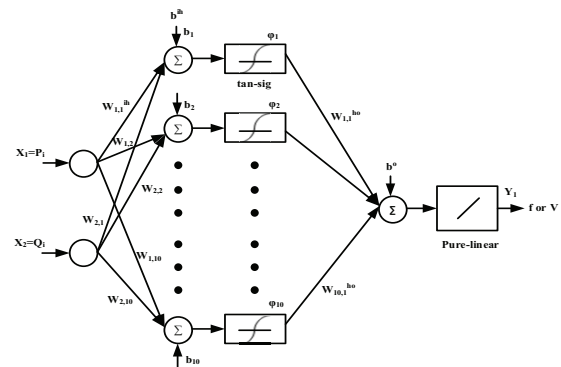 b^ih
b₁
φ₁
Σ
tan-sig
W₁,₁^ih
W₁,₁^ho
b₂
φ₂
Σ
W₁,₂
X₁=Pᵢ
W₂,₂
b^o
Y₁
Σ
f or V
W₂,₁
W₁,₁₀
Pure-linear
X₂=Qᵢ
W₂,₁₀
W₁₀,₁^ho
φ₁₀
Σ
b₁₀